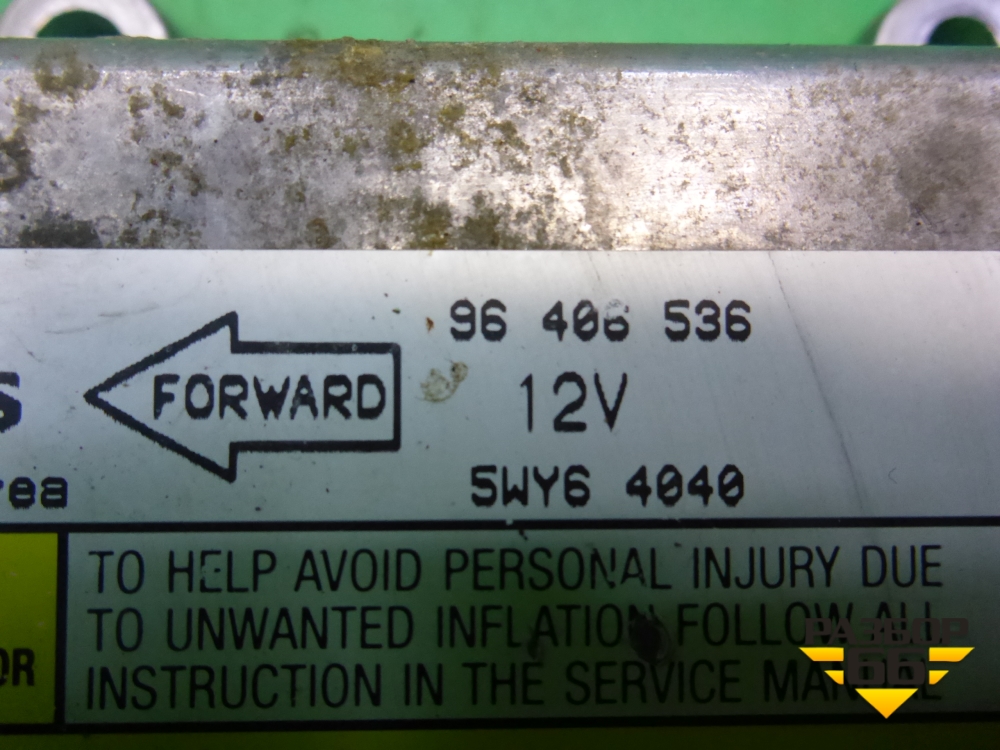 96 406 536
FORWARD
12V
5WY6 4040
TO HELP AVOID PERSONAL INJURY DUE
TO UNWANTED INFLATION FOLLOW ALL
OR
INSTRUCTION IN THE SERVICE MANUAL
РАЗБОР
66